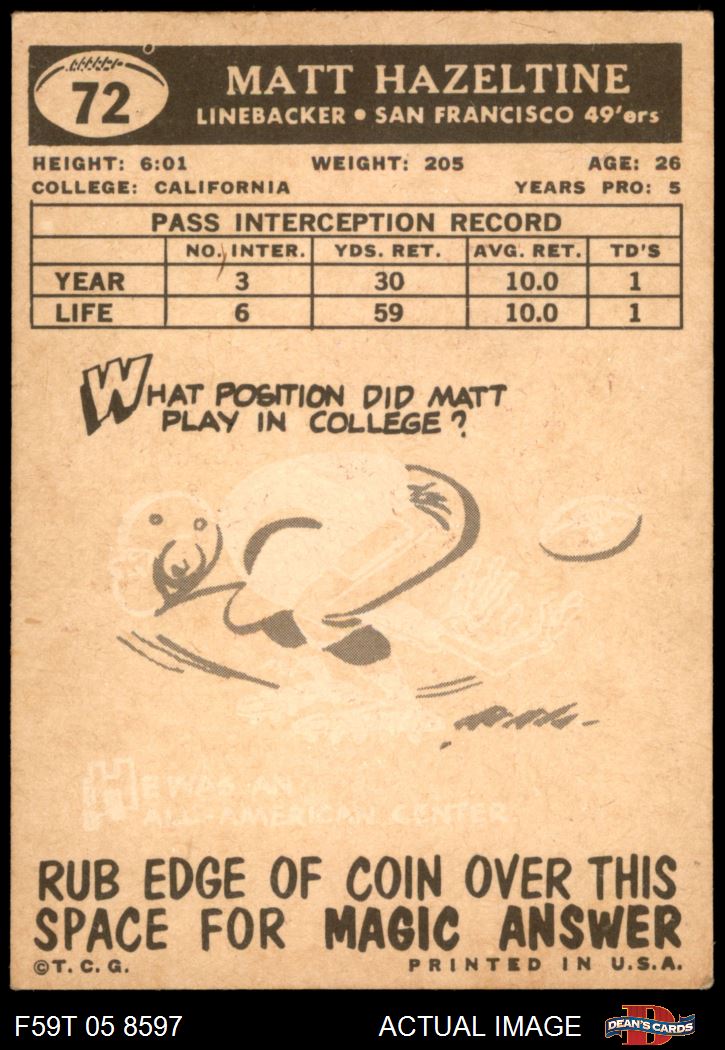 72
MATT HAZELTINE
LINEBACKER • SAN FRANCISCO 49'ers
HEIGHT: 6:01 WEIGHT: 205 AGE: 26
COLLEGE: CALIFORNIA YEARS PRO: 5
PASS INTERCEPTION RECORD
NO. INTER. YDS. RET. AVG. RET. TD'S
YEAR 3 30 10.0 1
LIFE 6 59 10.0 1
WHAT POSITION DID MATT
PLAY IN COLLEGE?
HE WAS AN
ALL-AMERICAN CENTER
RUB EDGE OF COIN OVER THIS
SPACE FOR MAGIC ANSWER
©T. C. G. PRINTED IN U.S.A.
F59T 05 8597 ACTUAL IMAGE D DEAN'S CARDS